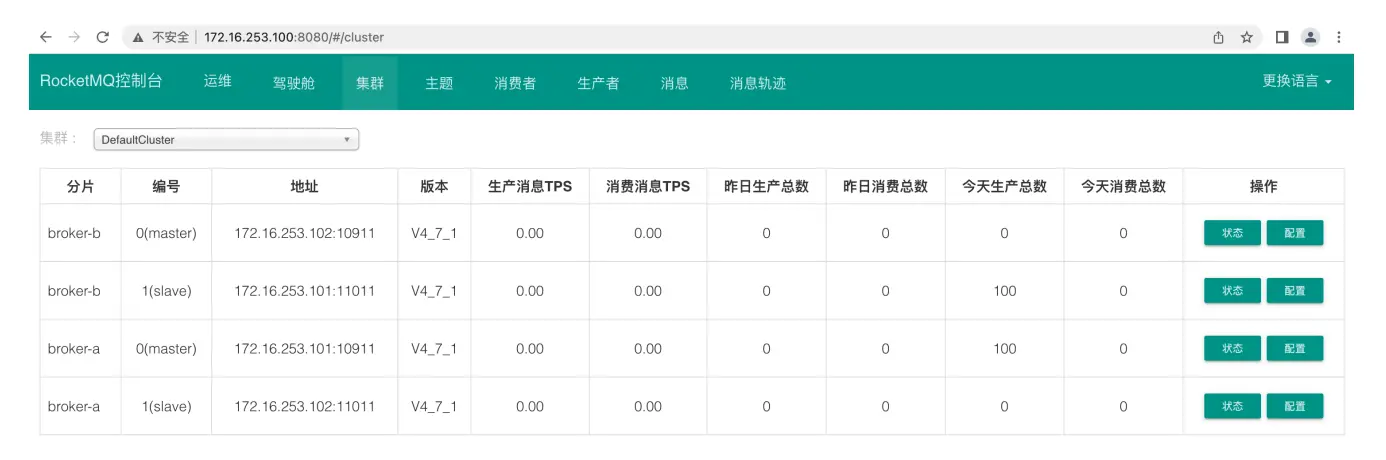 不安全 172.16.253.100:8080/#/cluster
RocketMQ控制台 运维 驾驶舱 集群 主题 消费者 生产者 消息 消息轨迹 更换语言
集群： DefaultCluster
分片 编号 地址 版本 生产消息TPS 消费消息TPS 昨日生产总数 昨日消费总数 今天生产总数 今天消费总数 操作
broker-b 0(master) 172.16.253.102:10911 V4_7_1 0.00 0.00 0 0 0 0 状态 配置
broker-b 1(slave) 172.16.253.101:11011 V4_7_1 0.00 0.00 0 0 100 0 状态 配置
broker-a 0(master) 172.16.253.101:10911 V4_7_1 0.00 0.00 0 0 100 0 状态 配置
broker-a 1(slave) 172.16.253.102:11011 V4_7_1 0.00 0.00 0 0 0 0 状态 配置